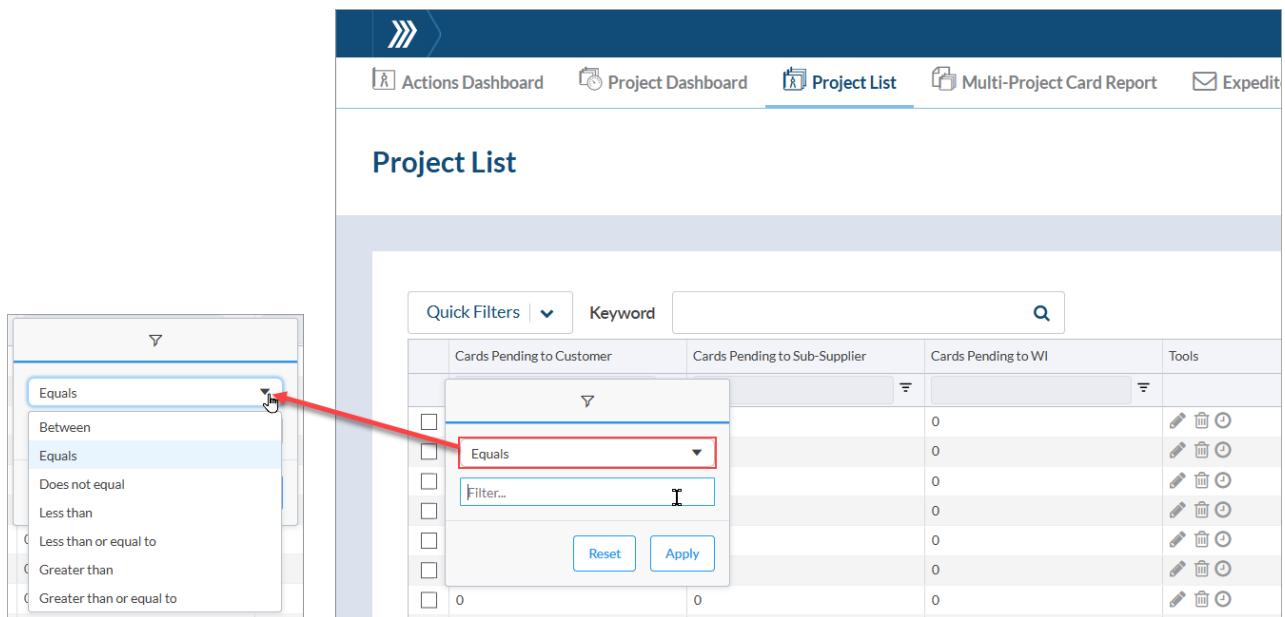 Actions Dashboard
Project Dashboard
Project List
Multi-Project Card Report
Expedit
Project List
Quick Filters
Keyword
Cards Pending to Customer
Cards Pending to Sub-Supplier
Cards Pending to WI
Tools
Equals
Filter...
Reset
Apply
0
0
0
0
0
0
0 0 0
Equals
Between
Equals
Does not equal
Less than
Less than or equal to
Greater than
Greater than or equal to